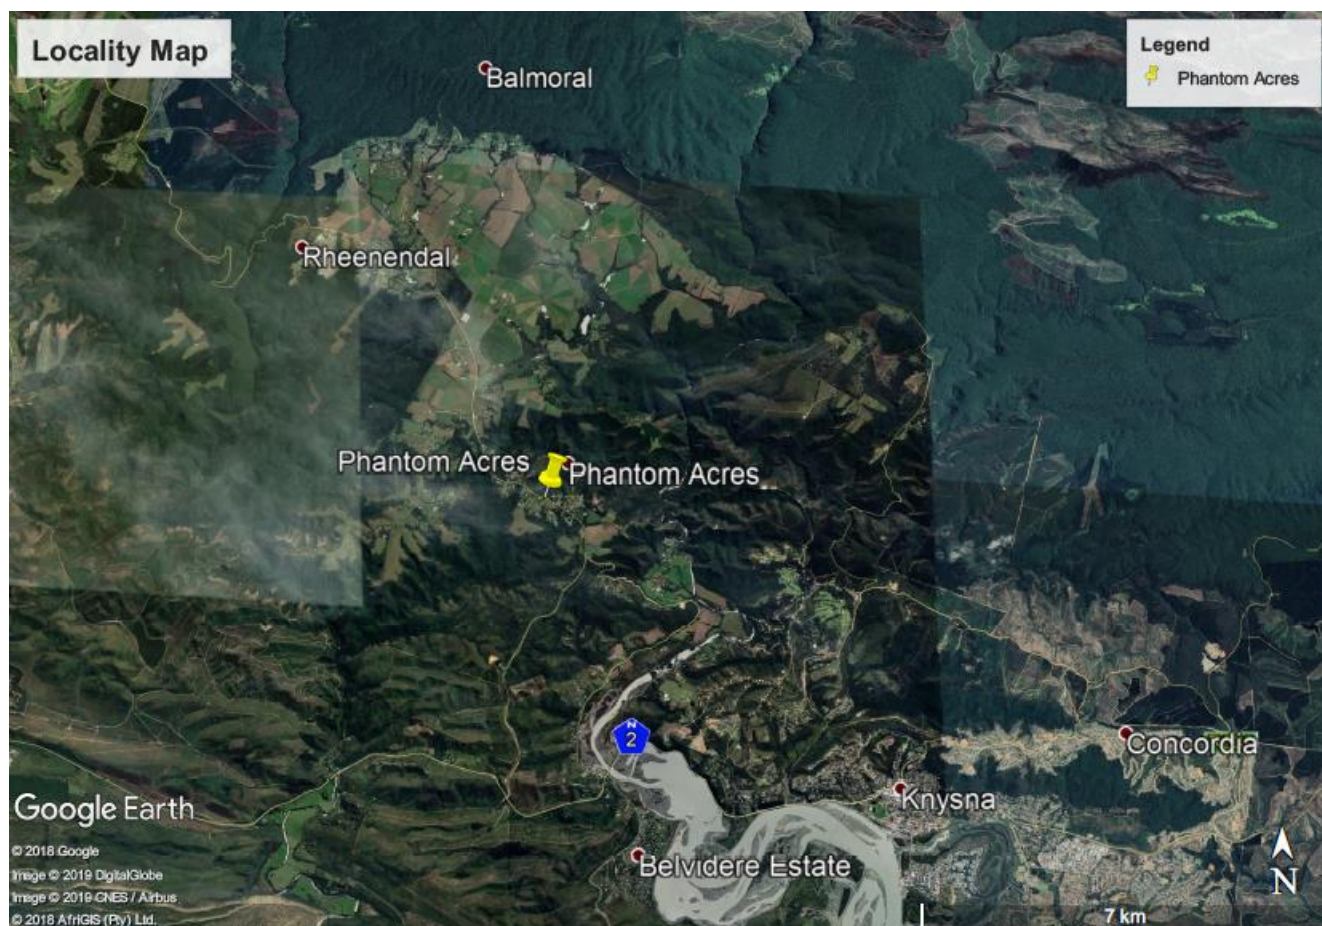 Locality Map
Legend
Phantom Acres
Balmoral
Rheenendal
Phantom Acres
Phantom Acres
N
2
Concordia
Knysna
Belvidere Estate
Google Earth
© 2018 Google
Image © 2019 DigitalGlobe
Image © 2019 CNES / Airbus
© 2018 AfriGIS (Pty) Ltd.
N
7 km